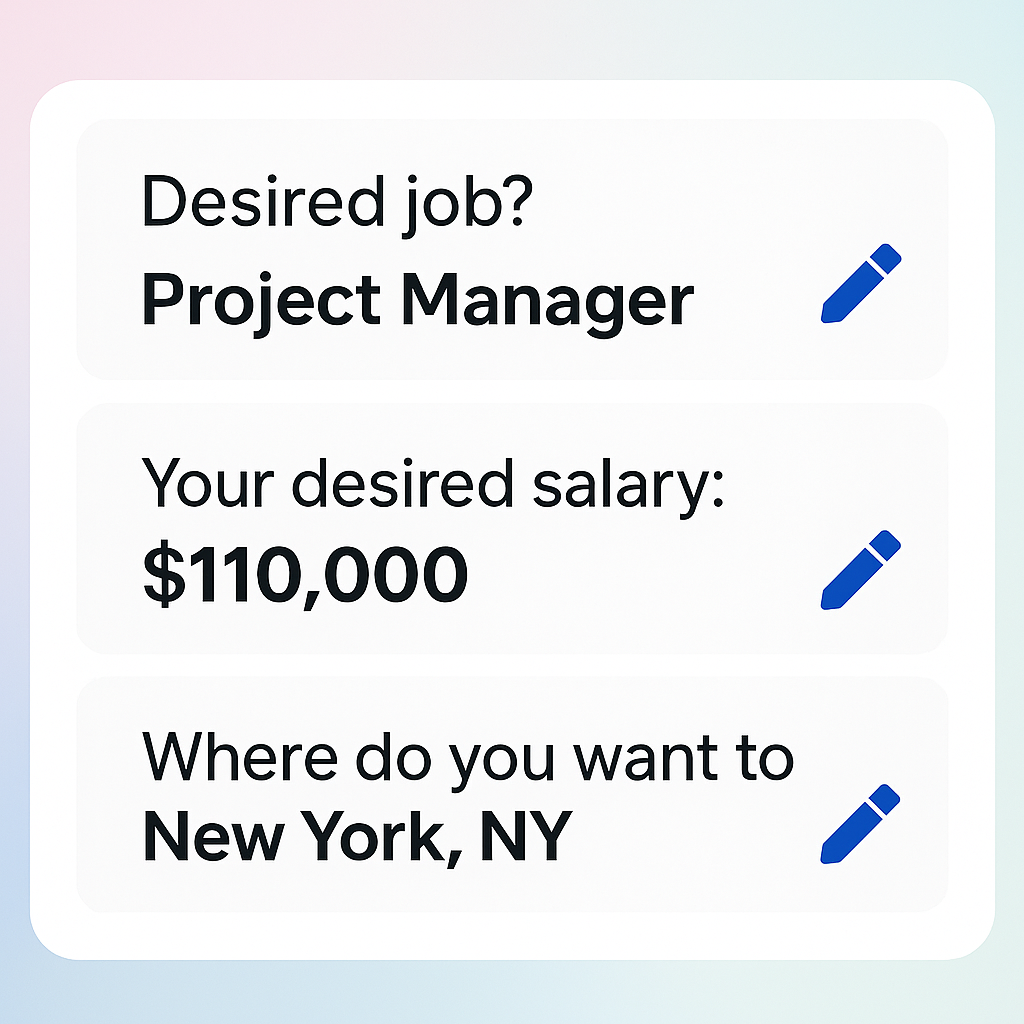 Desired job?
Project Manager
Your desired salary:
$110,000
Where do you want to
New York, NY